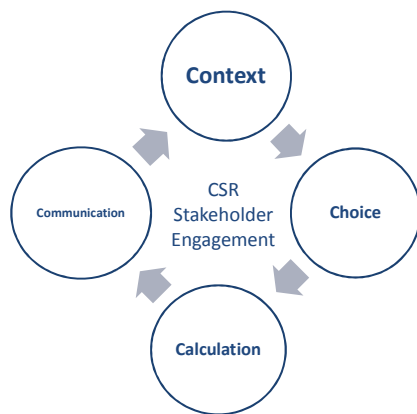 Context
CSR
Stakeholder
Engagement
Communication
Choice
Calculation